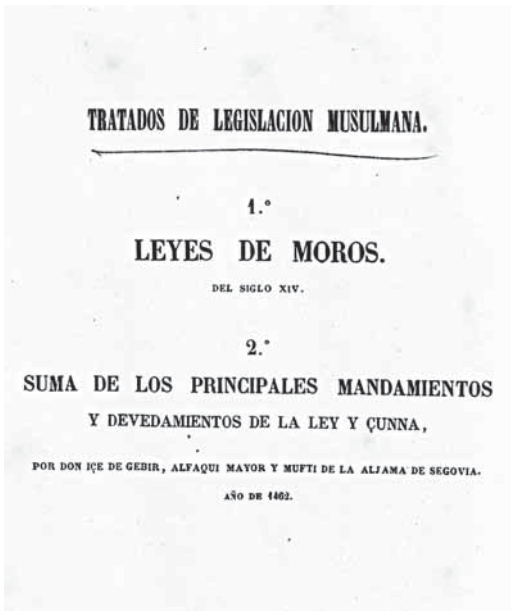 TRATADOS DE LEGISLACION MUSULMANA.
1.°
LEYES DE MOROS.
DEL SIGLO XIV.
2.°
SUMA DE LOS PRINCIPALES MANDAMIENTOS
Y DEVEDAMIENTOS DE LA LEY Y ÇUNNA,
POR DON IÇE DE GEBIR, ALFAQUI MAYOR Y MUFTI DE LA ALJAMA DE SEGOVIA.
AÑO DE 1462.